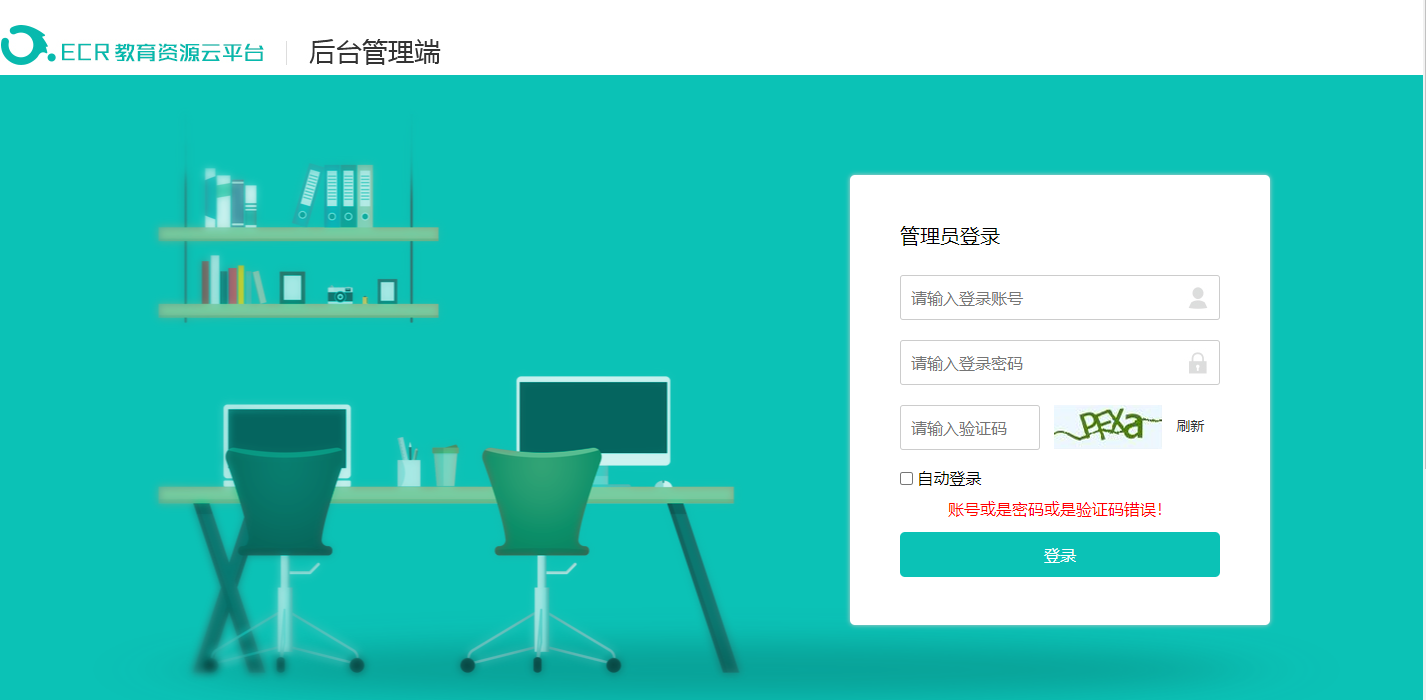 ECR 教育资源云平台 后台管理端
管理员登录
请输入登录账号
请输入登录密码
请输入验证码 PFXa 刷新
自动登录
账号或是密码或是验证码错误!
登录